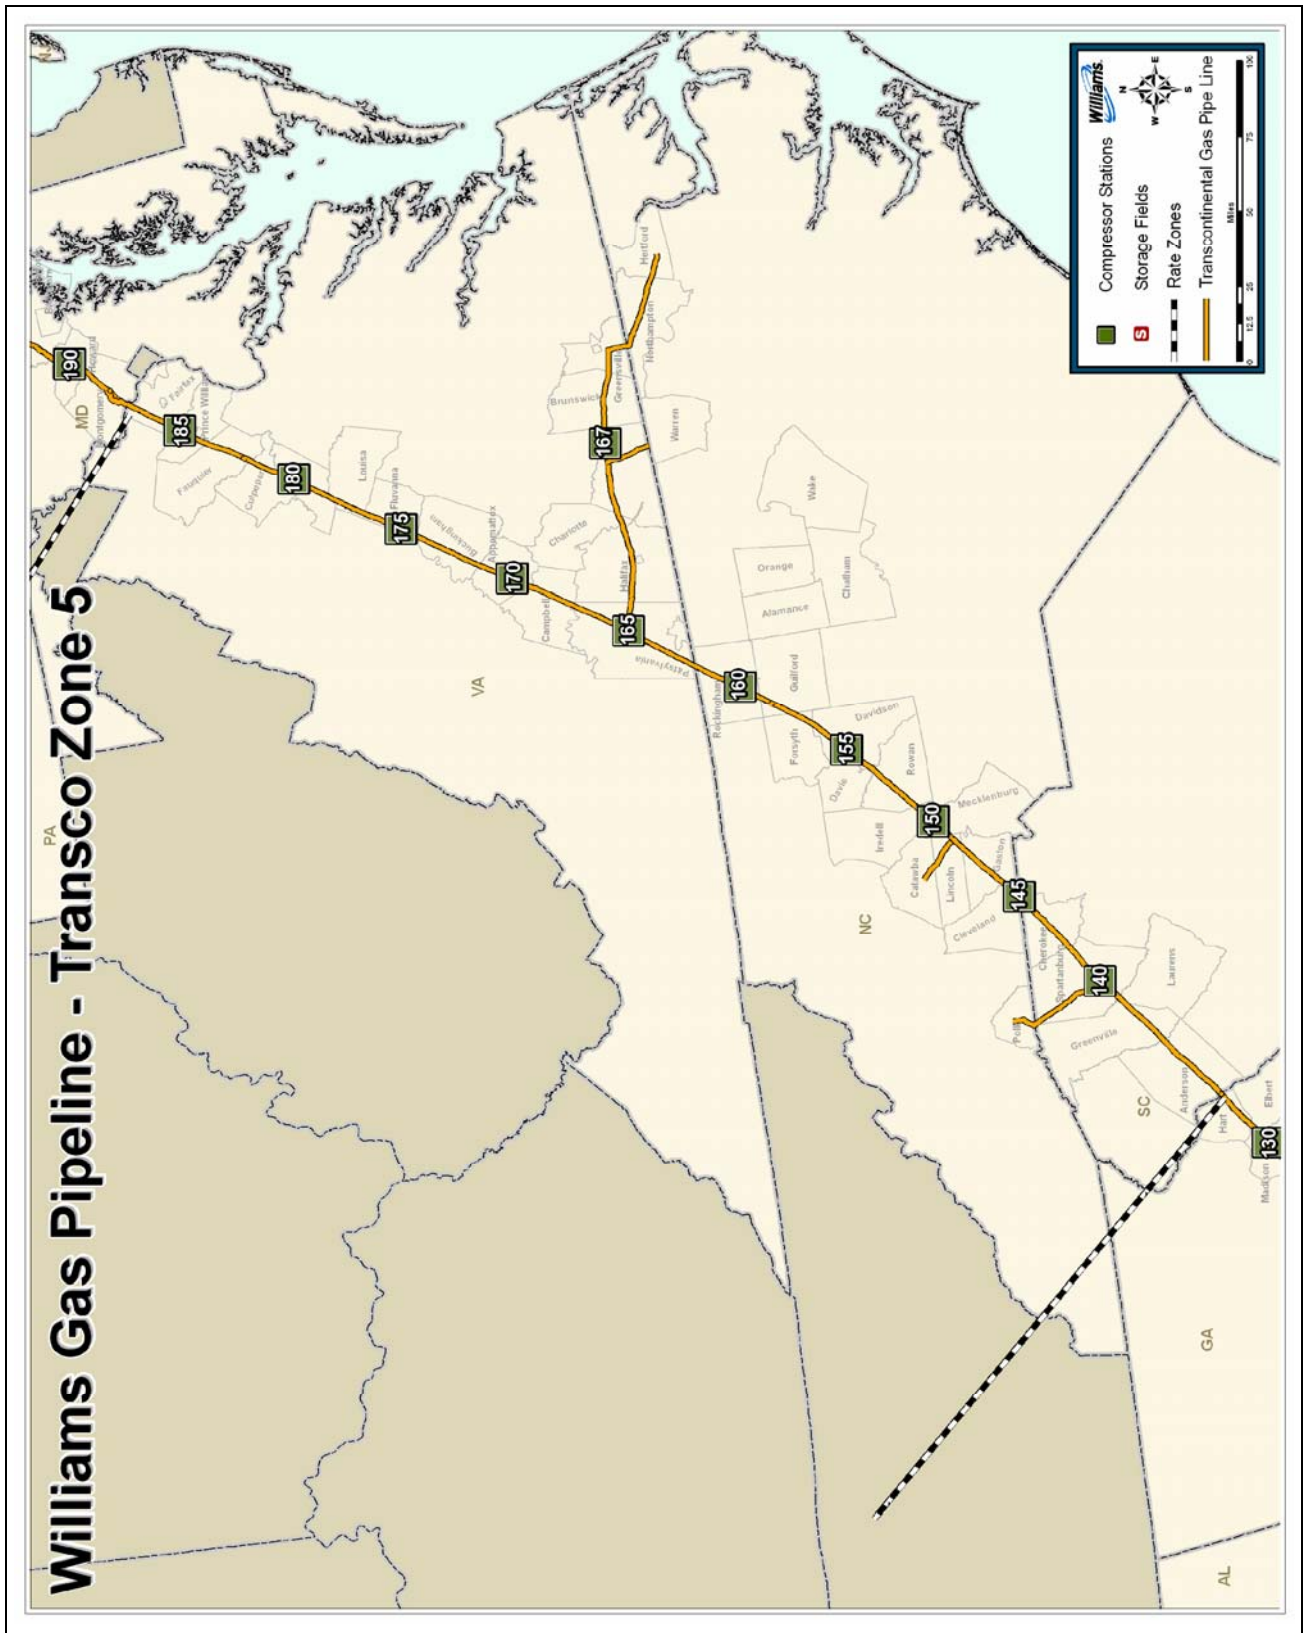 Williams Gas Pipeline - Transco Zone 5
PA
MD
VA
NC
SC
GA
AL
190
185
180
175
170
167
165
160
155
150
145
140
130
Howard
Montgomery
Fairfax
Fauquier
Culpeper
Louisa
Fluvanna
Buckingham
Appomattox
Campbell
Charlotte
Halifax
Pittsylvania
Brunswick
Greensville
Northampton
Hertford
Warren
Wake
Orange
Chatham
Alamance
Guilford
Rockingham
Forsyth
Davidson
Davie
Rowan
Iredell
Mecklenburg
Catawba
Lincoln
Gaston
Cleveland
Cherokee
Spartanburg
Polk
Greenville
Laurens
Anderson
Hart
Elbert
Madison
Williams
N
W
E
S
Compressor Stations
S
Storage Fields
Rate Zones
Transcontinental Gas Pipe Line
Miles
0 12.5 25 50 75 100